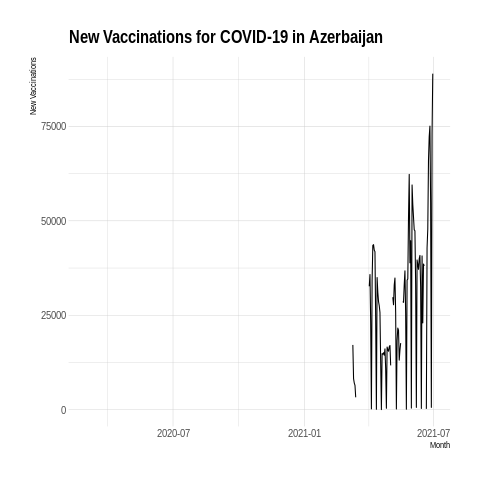 New Vaccinations for COVID-19 in Azerbaijan
New Vaccinations
75000
50000
25000
0
2020-07
2021-01
2021-07
Month